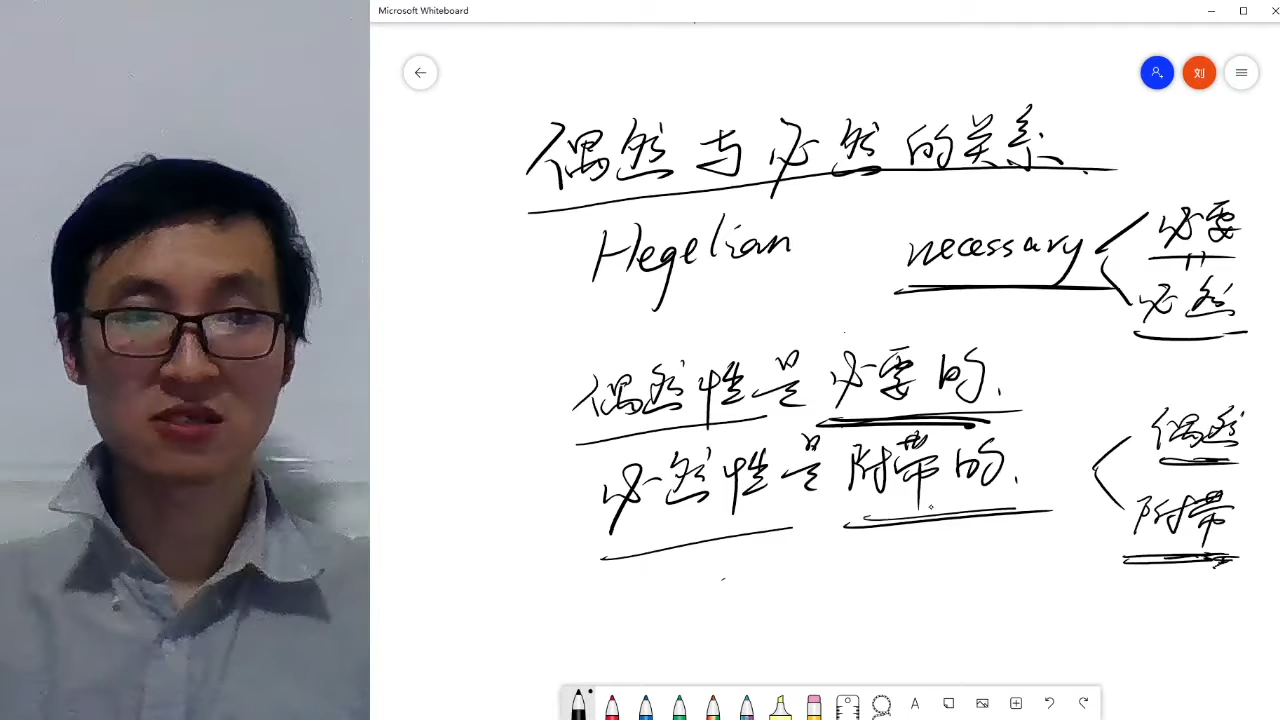 Microsoft Whiteboard
刘
偶然与必然的关系.
Hegelian necessary 必要
必然
偶然性是必要的.
必然性是附带的.
偶然
附带
A